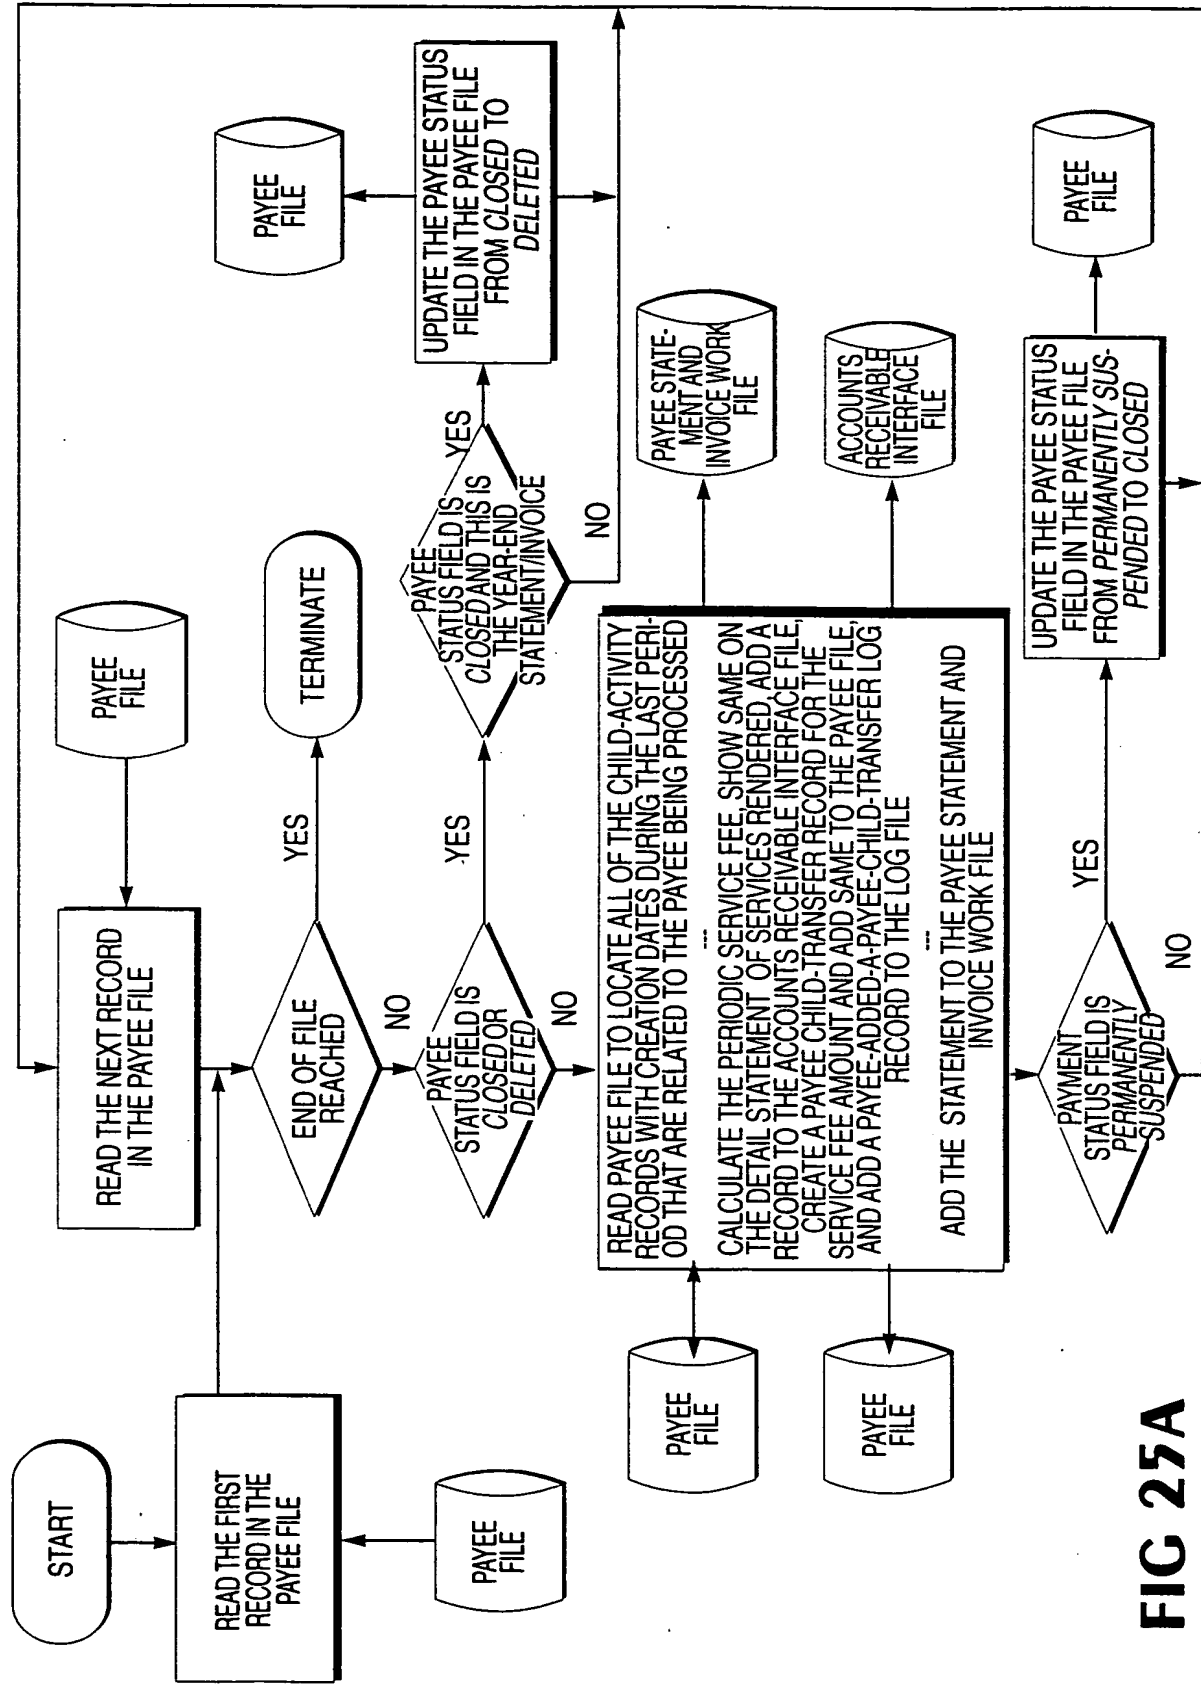 START
READ THE FIRST
RECORD IN THE
PAYEE FILE
PAYEE
FILE
READ THE NEXT RECORD
IN THE PAYEE FILE
PAYEE
FILE
END OF FILE
REACHED
YES
TERMINATE
NO
PAYEE
STATUS FIELD IS
CLOSED OR
DELETED
YES
PAYEE
STATUS FIELD IS
CLOSED AND THIS IS
THE YEAR-END
STATEMENT/INVOICE
YES
UPDATE THE PAYEE STATUS
FIELD IN THE PAYEE FILE
FROM CLOSED TO
DELETED
PAYEE
FILE
NO
NO
READ PAYEE FILE TO LOCATE ALL OF THE CHILD-ACTIVITY
RECORDS WITH CREATION DATES DURING THE LAST PERI-
OD THAT ARE RELATED TO THE PAYEE BEING PROCESSED
---
CALCULATE THE PERIODIC SERVICE FEE, SHOW SAME ON
THE DETAIL STATEMENT OF SERVICES RENDERED, ADD A
RECORD TO THE ACCOUNTS RECEIVABLE INTERFACE FILE,
CREATE A PAYEE CHILD-TRANSFER RECORD FOR THE
SERVICE FEE AMOUNT AND ADD SAME TO THE PAYEE FILE,
AND ADD A PAYEE-ADDED-A-PAYEE-CHILD-TRANSFER LOG
RECORD TO THE LOG FILE
---
ADD THE STATEMENT TO THE PAYEE STATEMENT AND
INVOICE WORK FILE
PAYEE
FILE
PAYEE
FILE
PAYEE STATE-
MENT AND
INVOICE WORK
FILE
ACCOUNTS
RECEIVABLE
INTERFACE
FILE
PAYMENT
STATUS FIELD IS
PERMANENTLY
SUSPENDED
YES
UPDATE THE PAYEE STATUS
FIELD IN THE PAYEE FILE
FROM PERMANENTLY SUS-
PENDED TO CLOSED
PAYEE
FILE
NO
FIG 25A